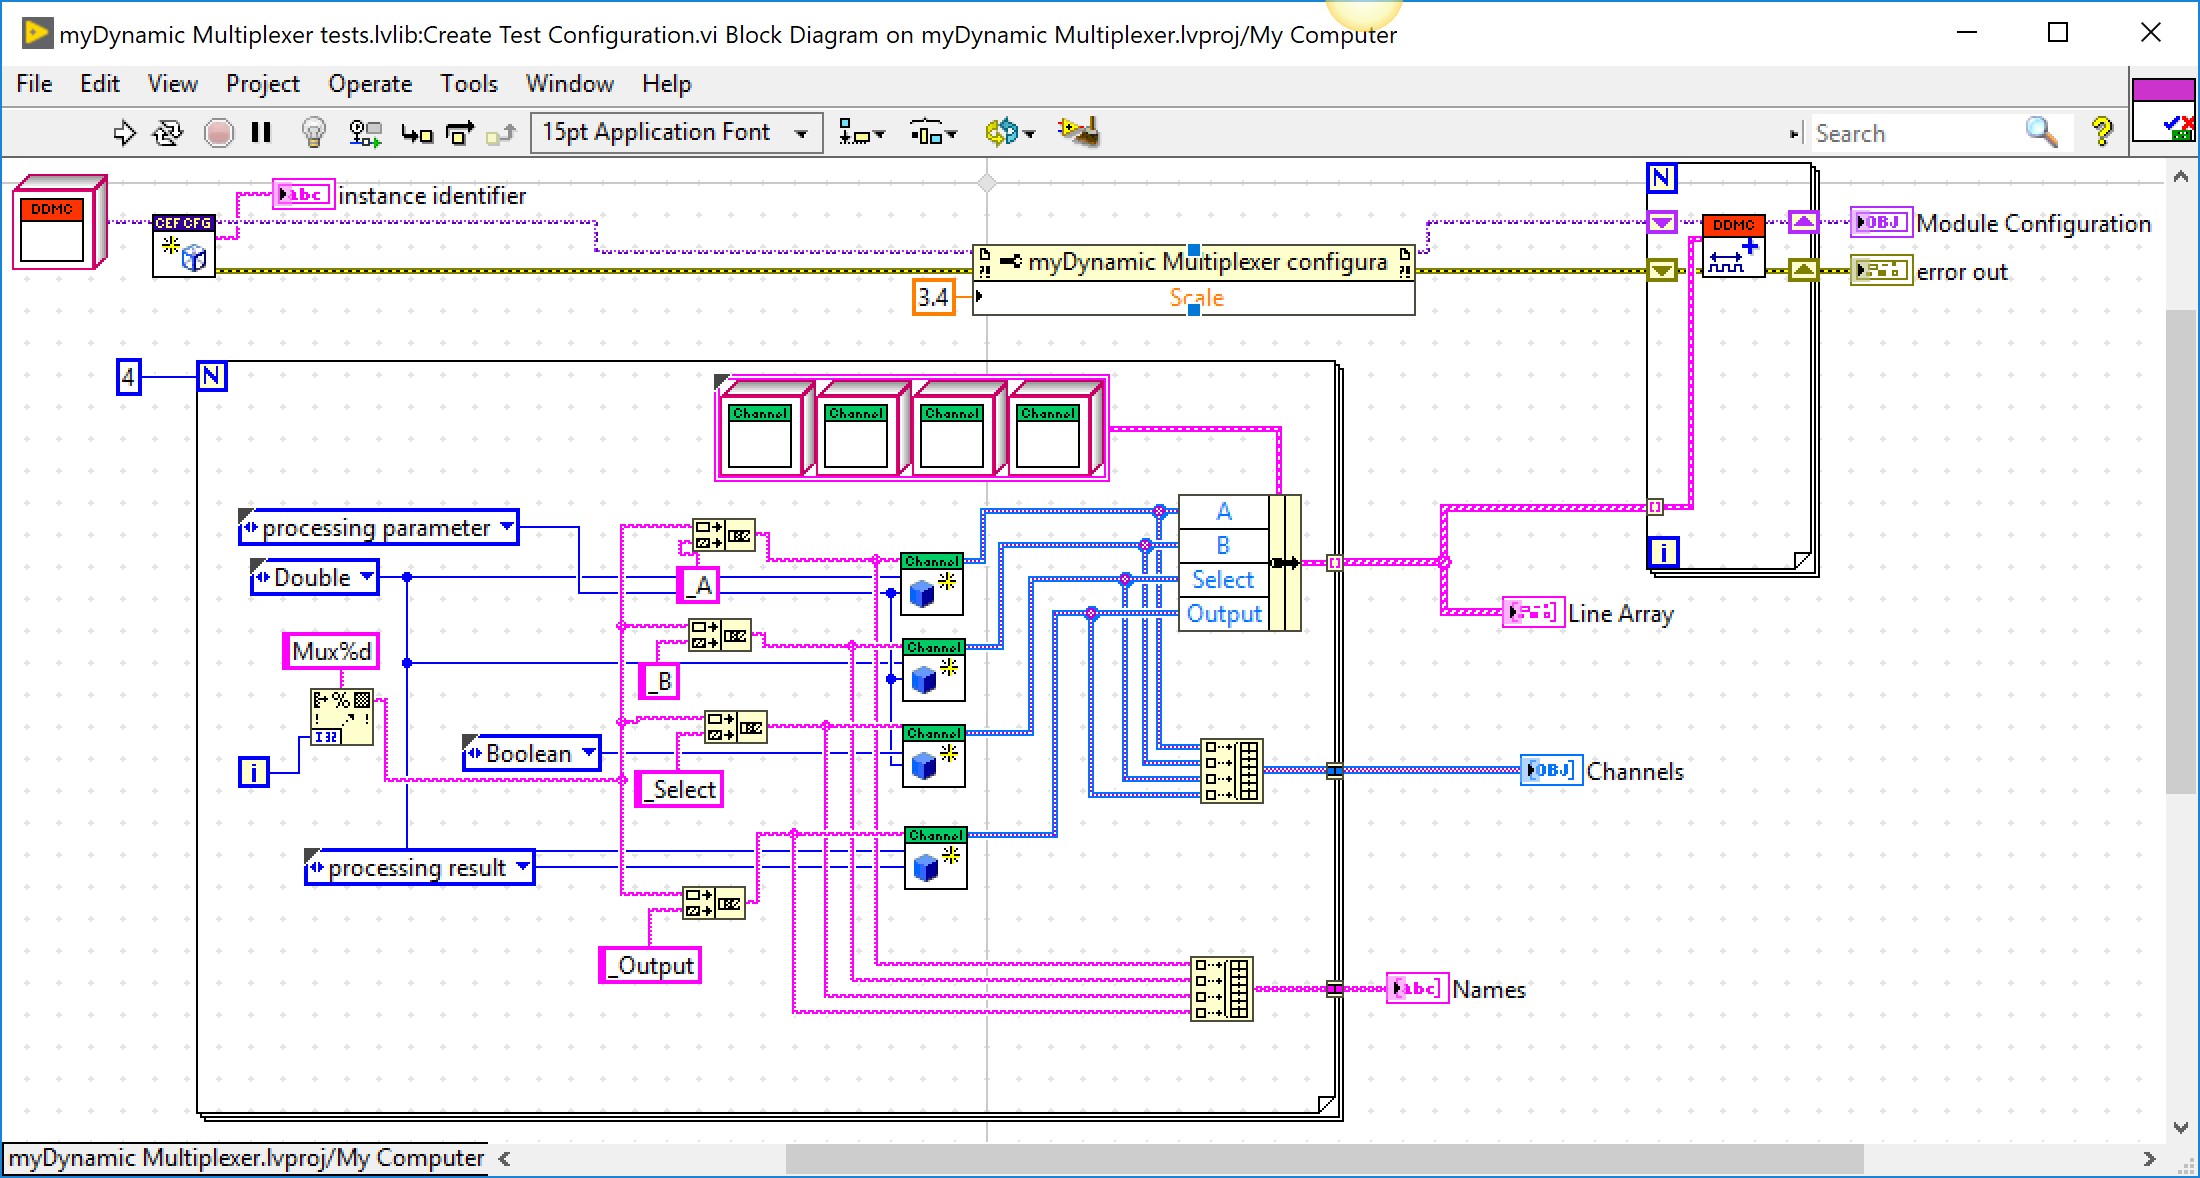 myDynamic Multiplexer tests.lvlib:Create Test Configuration.vi Block Diagram on myDynamic Multiplexer.lvproj/My Computer
File Edit View Project Operate Tools Window Help
15pt Application Font
Search
DDMC
CEF CFG
abc
instance identifier
N
DDMC
OBJ
Module Configuration
error out
myDynamic Multiplexer configura
Scale
3.4
4
N
Channel
Channel
Channel
Channel
A
B
Select
Output
processing parameter
Double
_A
Channel
Mux%d
_B
Channel
I32
i
Boolean
_Select
Channel
processing result
Channel
_Output
i
Line Array
OBJ
Channels
abc
Names
myDynamic Multiplexer.lvproj/My Computer